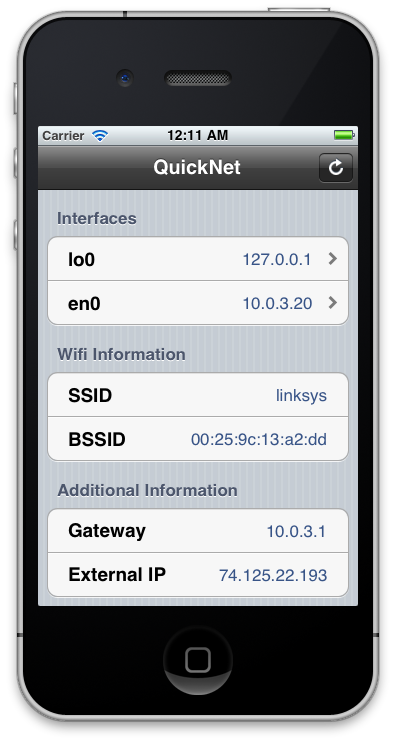 Carrier 12:11 AM
QuickNet
Interfaces
lo0 127.0.0.1
en0 10.0.3.20
Wifi Information
SSID linksys
BSSID 00:25:9c:13:a2:dd
Additional Information
Gateway 10.0.3.1
External IP 74.125.22.193